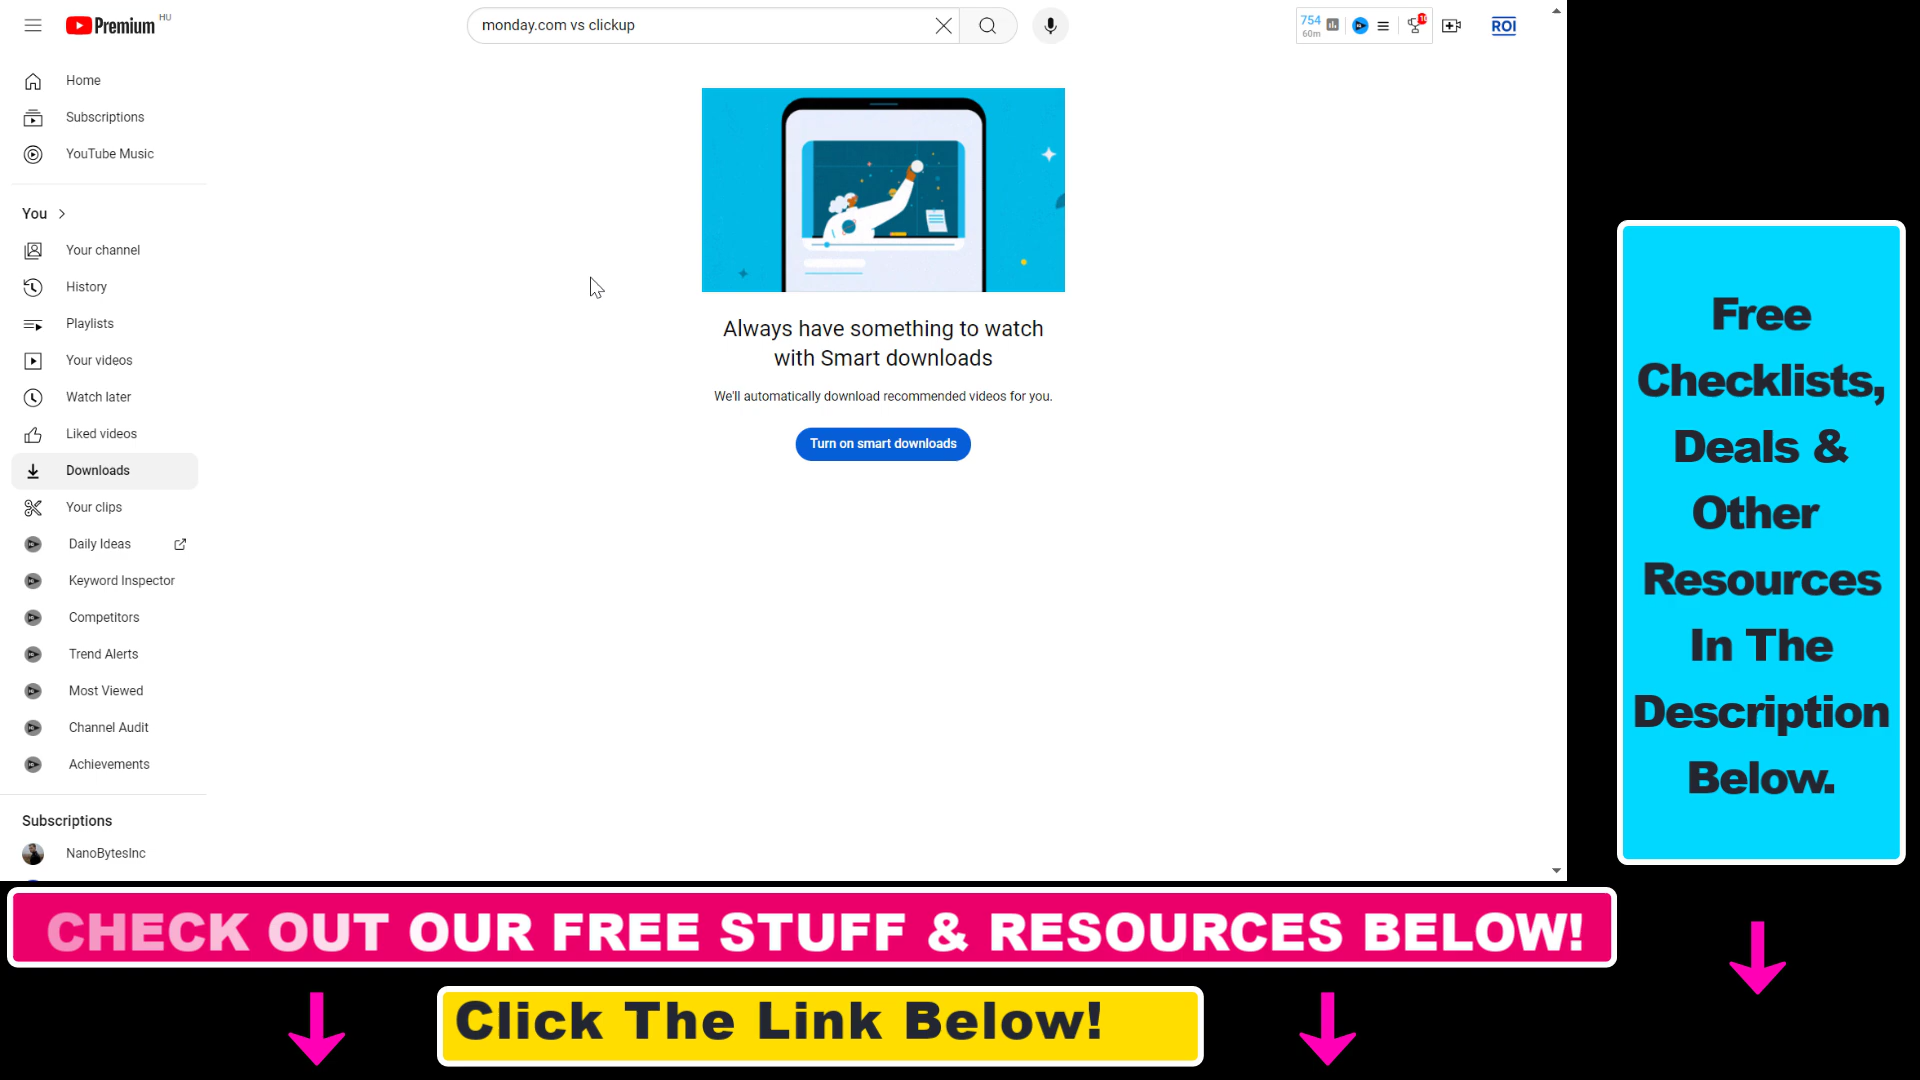 Premium HU
monday.com vs clickup
754
60m
10
ROI
Home
Subscriptions
YouTube Music
You
Your channel
History
Playlists
Your videos
Watch later
Liked videos
Downloads
Your clips
Daily Ideas
Keyword Inspector
Competitors
Trend Alerts
Most Viewed
Channel Audit
Achievements
Subscriptions
NanoBytesInc
Always have something to watch
with Smart downloads
We'll automatically download recommended videos for you.
Turn on smart downloads
Free
Checklists,
Deals &
Other
Resources
In The
Description
Below.
CHECK OUT OUR FREE STUFF & RESOURCES BELOW!
Click The Link Below!